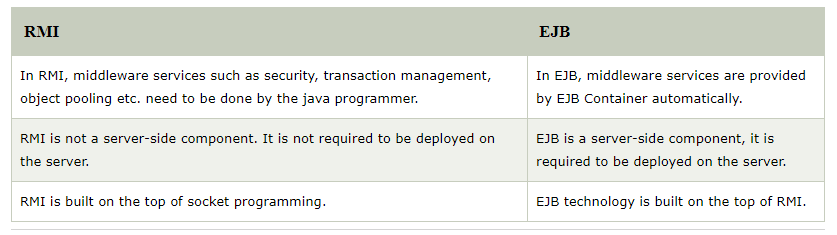 RMI
EJB
In RMI, middleware services such as security, transaction management,
object pooling etc. need to be done by the java programmer.
In EJB, middleware services are provided
by EJB Container automatically.
RMI is not a server-side component. It is not required to be deployed on
the server.
EJB is a server-side component, it is
required to be deployed on the server.
RMI is built on the top of socket programming.
EJB technology is built on the top of RMI.